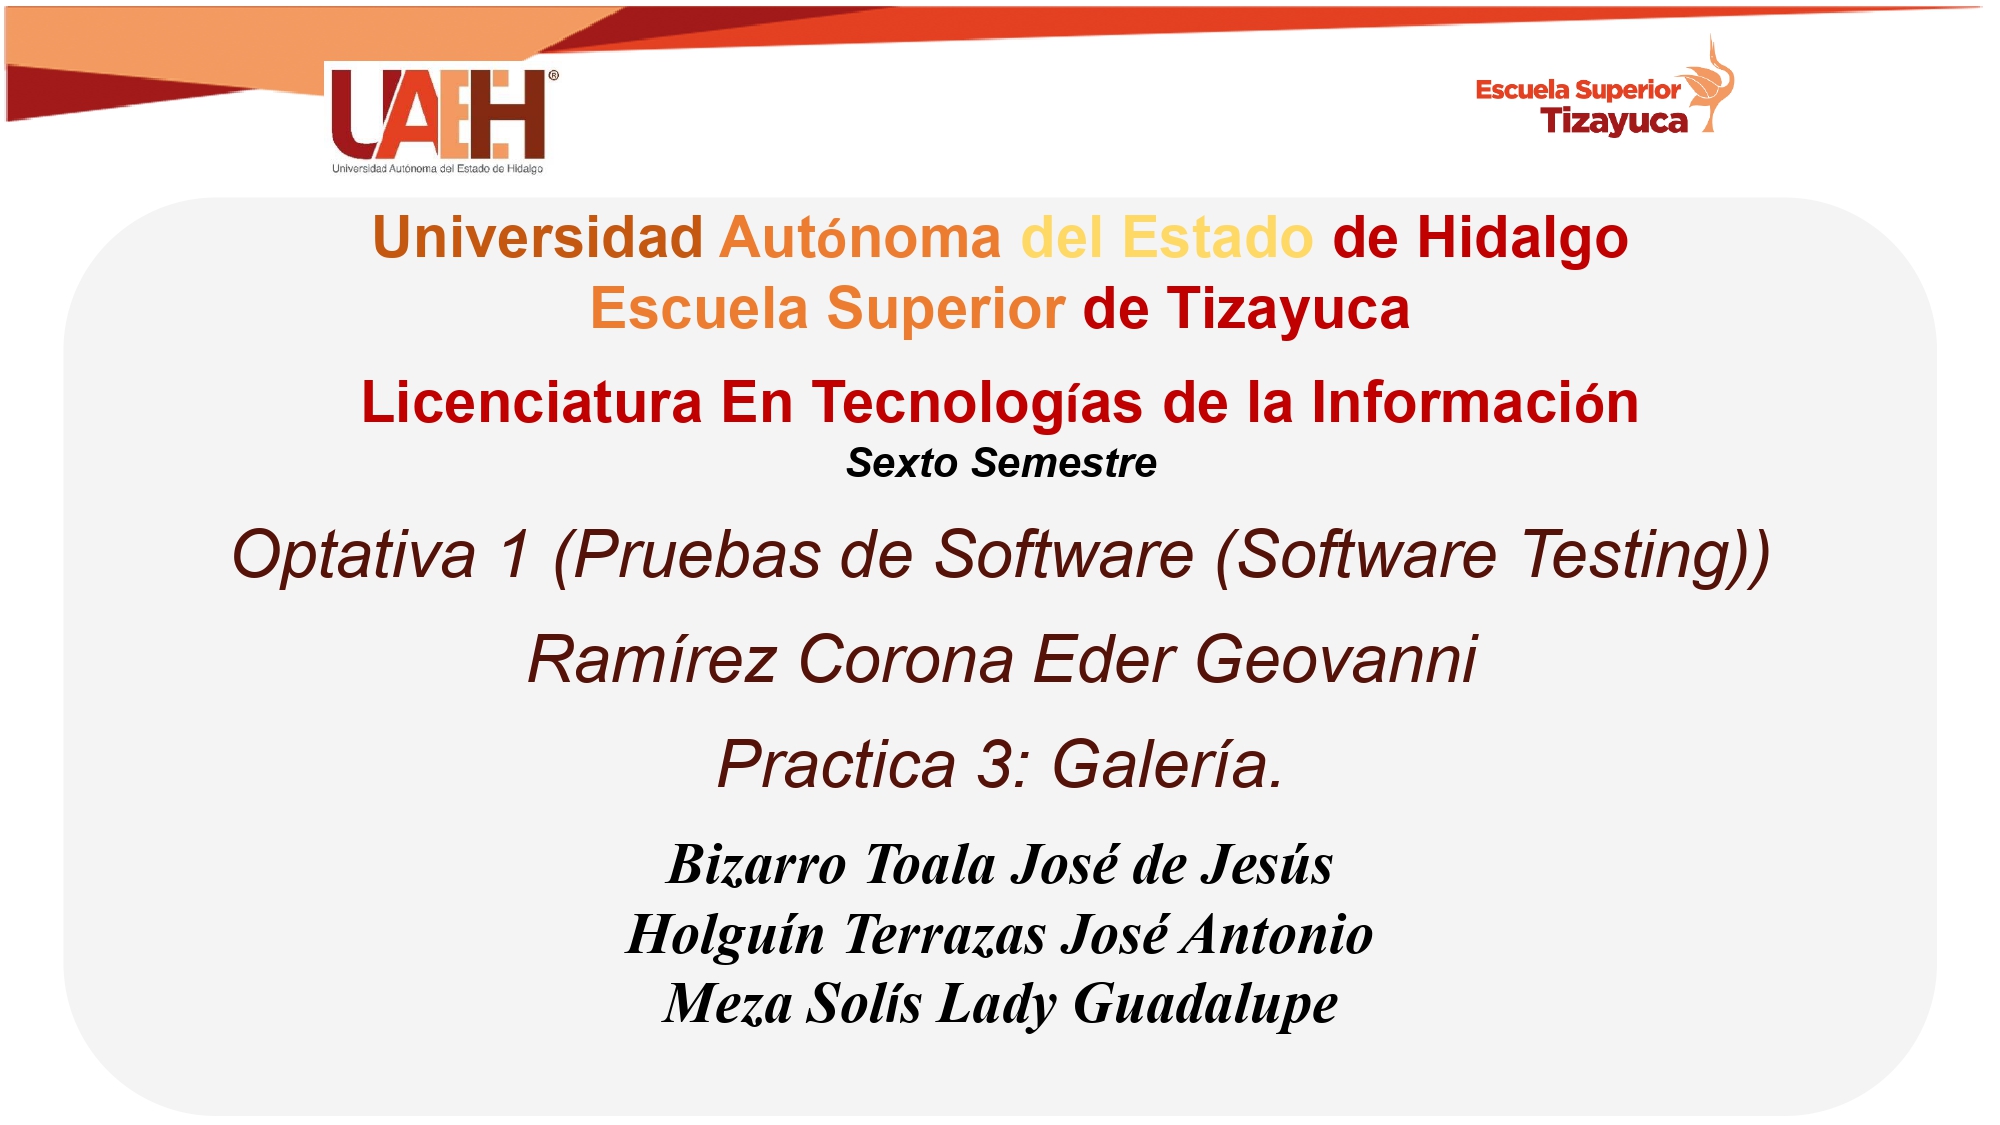 UAEH®
Universidad Autónoma del Estado de Hidalgo
Escuela Superior
Tizayuca
Universidad Autónoma del Estado de Hidalgo
Escuela Superior de Tizayuca
Licenciatura En Tecnologías de la Información
Sexto Semestre
Optativa 1 (Pruebas de Software (Software Testing))
Ramírez Corona Eder Geovanni
Practica 3: Galería.
Bizarro Toala José de Jesús
Holguín Terrazas José Antonio
Meza Solís Lady Guadalupe